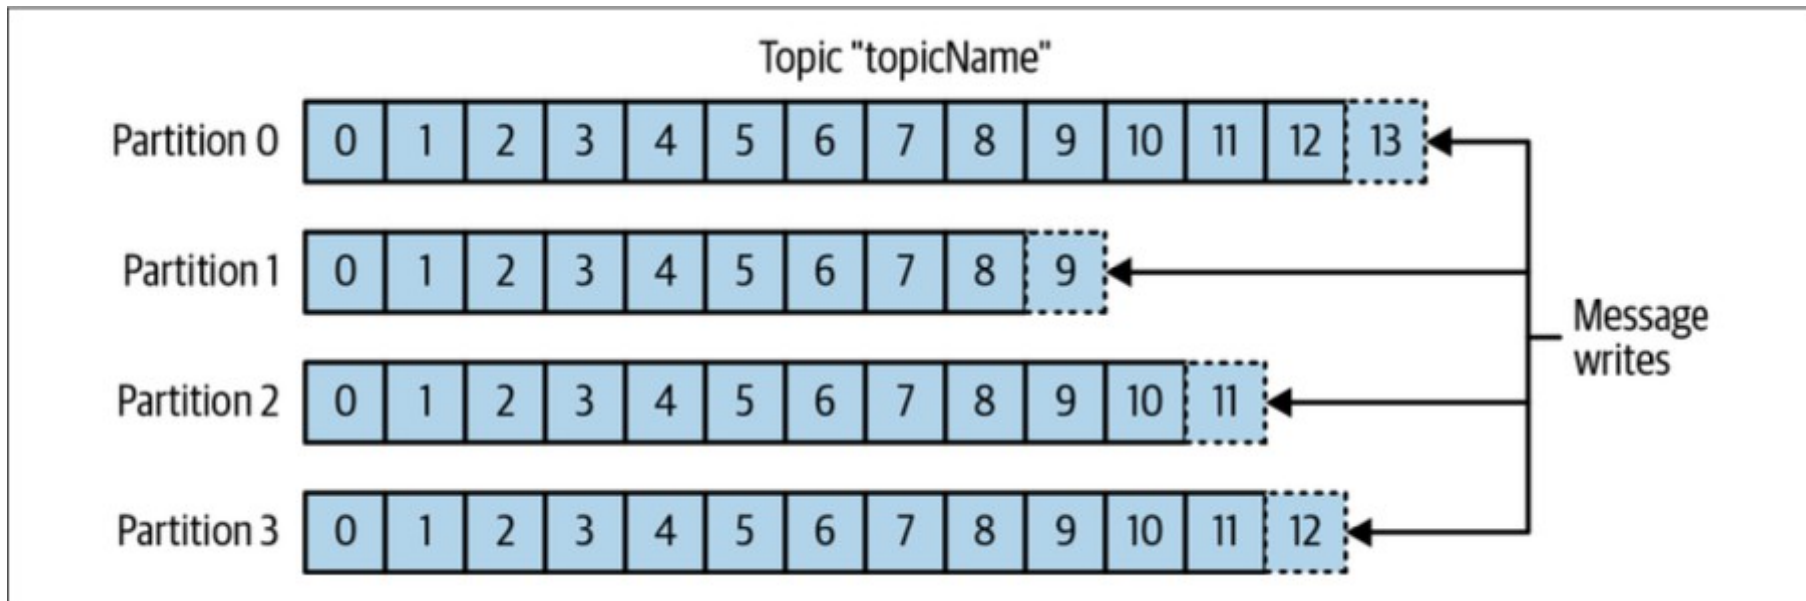 Topic "topicName"
Partition 0 0 1 2 3 4 5 6 7 8 9 10 11 12 13
Partition 1 0 1 2 3 4 5 6 7 8 9
Partition 2 0 1 2 3 4 5 6 7 8 9 10 11
Partition 3 0 1 2 3 4 5 6 7 8 9 10 11 12
Message
writes